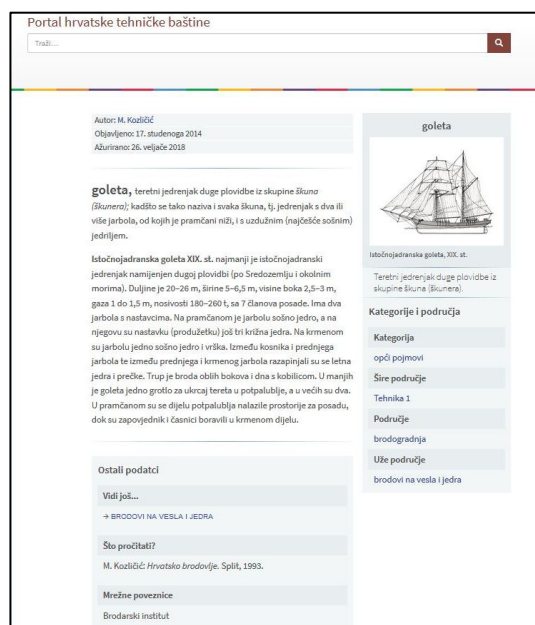 Portal hrvatske tehničke baštine
Traži...
Autor: M. Kozličić
Objavljeno: 17. studenoga 2014
Ažurirano: 26. veljače 2018
goleta, teretni jedrenjak duge plovidbe iz skupine škuna
(škunera); kadšto se tako naziva i svaka škuna, tj. jedrenjak s dva ili
više jarbola, od kojih je pramčani niži, i s uzdužnim (najčešće sošnim)
jedriljem.
Istočnojadranska goleta XIX. st. najmanji je istočnojadranski
jedrenjak namijenjen dugoj plovidbi (po Sredozemlju i okolnim
morima). Duljine je 20–26 m, širine 5–6,5 m, visine boka 2,5–3 m,
gaza 1 do 1,5 m, nosivosti 180–260 t, sa 7 članova posade. Ima dva
jarbola s nastavcima. Na pramčanom je jarbolu sošno jedro, a na
njegovu su nastavku (produžetku) još tri križna jedra. Na krmenom
su jarbolu jedno sošno jedro i vrška. Između kosnika i prednjega
jarbola te između prednjega i krmenog jarbola razapinjali su se letna
jedra i prečke. Trup je broda oblih bokova i dna s kobilicom. U manjih
je goleta jedno grotlo za ukrcaj tereta u potpalublje, a u većih su dva.
U pramčanom su se dijelu potpalublja nalazile prostorije za posadu,
dok su zapovjednik i časnici boravili u krmenom dijelu.
Ostali podatci
Vidi još...
→ BRODOVI NA VESLA I JEDRA
Što pročitati?
M. Kozličić: Hrvatsko brodovlje. Split, 1993.
Mrežne poveznice
Brodarski institut
goleta
Istočnojadranska goleta, XIX. st.
Teretni jedrenjak duge plovidbe iz
skupine škuna (škunera).
Kategorije i područja
Kategorija
opći pojmovi
Šire područje
Tehnika 1
Područje
brodogradnja
Uže područje
brodovi na vesla i jedra